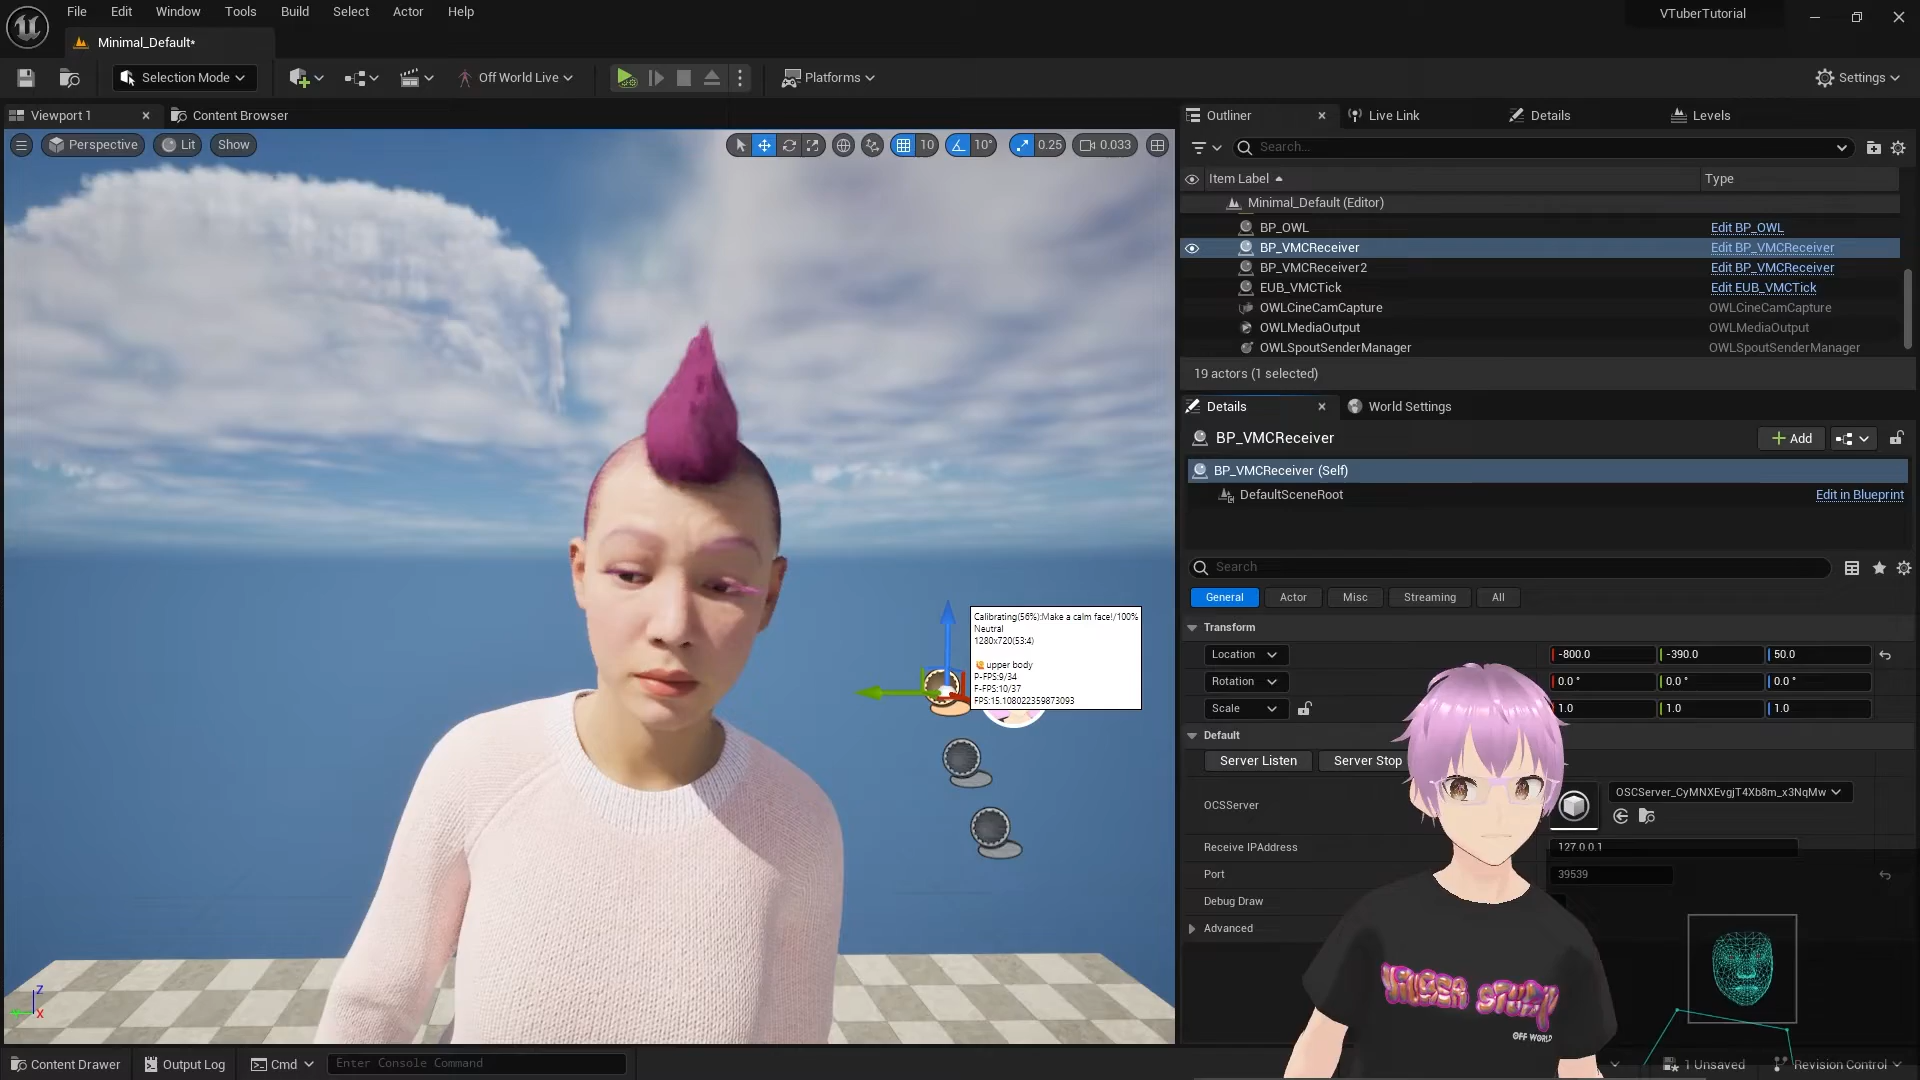 File Edit Window Tools Build Select Actor Help
VTuberTutorial
Minimal_Default*
Selection Mode
Off World Live
Platforms
Settings
Viewport 1
Content Browser
Perspective
Lit
Show
10
10°
0.25
0.033
Outliner
Live Link
Details
Levels
Search...
Item Label
Type
Minimal_Default (Editor)
BP_OWL Edit BP_OWL
BP_VMCReceiver Edit BP_VMCReceiver
BP_VMCReceiver2 Edit BP_VMCReceiver
EUB_VMCTick Edit EUB_VMCTick
OWLCineCamCapture OWLCineCamCapture
OWLMediaOutput OWLMediaOutput
OWLSpoutSenderManager OWLSpoutSenderManager
19 actors (1 selected)
Details
World Settings
BP_VMCReceiver
Add
BP_VMCReceiver (Self)
DefaultSceneRoot
Edit in Blueprint
Search
General Actor Misc Streaming All
Transform
Location -800.0 -390.0 50.0
Rotation 0.0° 0.0° 0.0°
Scale 1.0 1.0 1.0
Default
Server Listen Server Stop
OCSServer
OSCServer_CyMNXEvgjT4Xb8m_x3NqMw
Receive IPAddress 127.0.0.1
Port 39539
Debug Draw
Advanced
Calibrating(56%):Make a calm face!/100%
Neutral
1280x720(53:4)
upper body
P-FPS:9/34
F-FPS:10/37
FPS:15.108022359873093
Z
X
OFF WORLD
Content Drawer
Output Log
Cmd
Enter Console Command
1 Unsaved
Revision Control